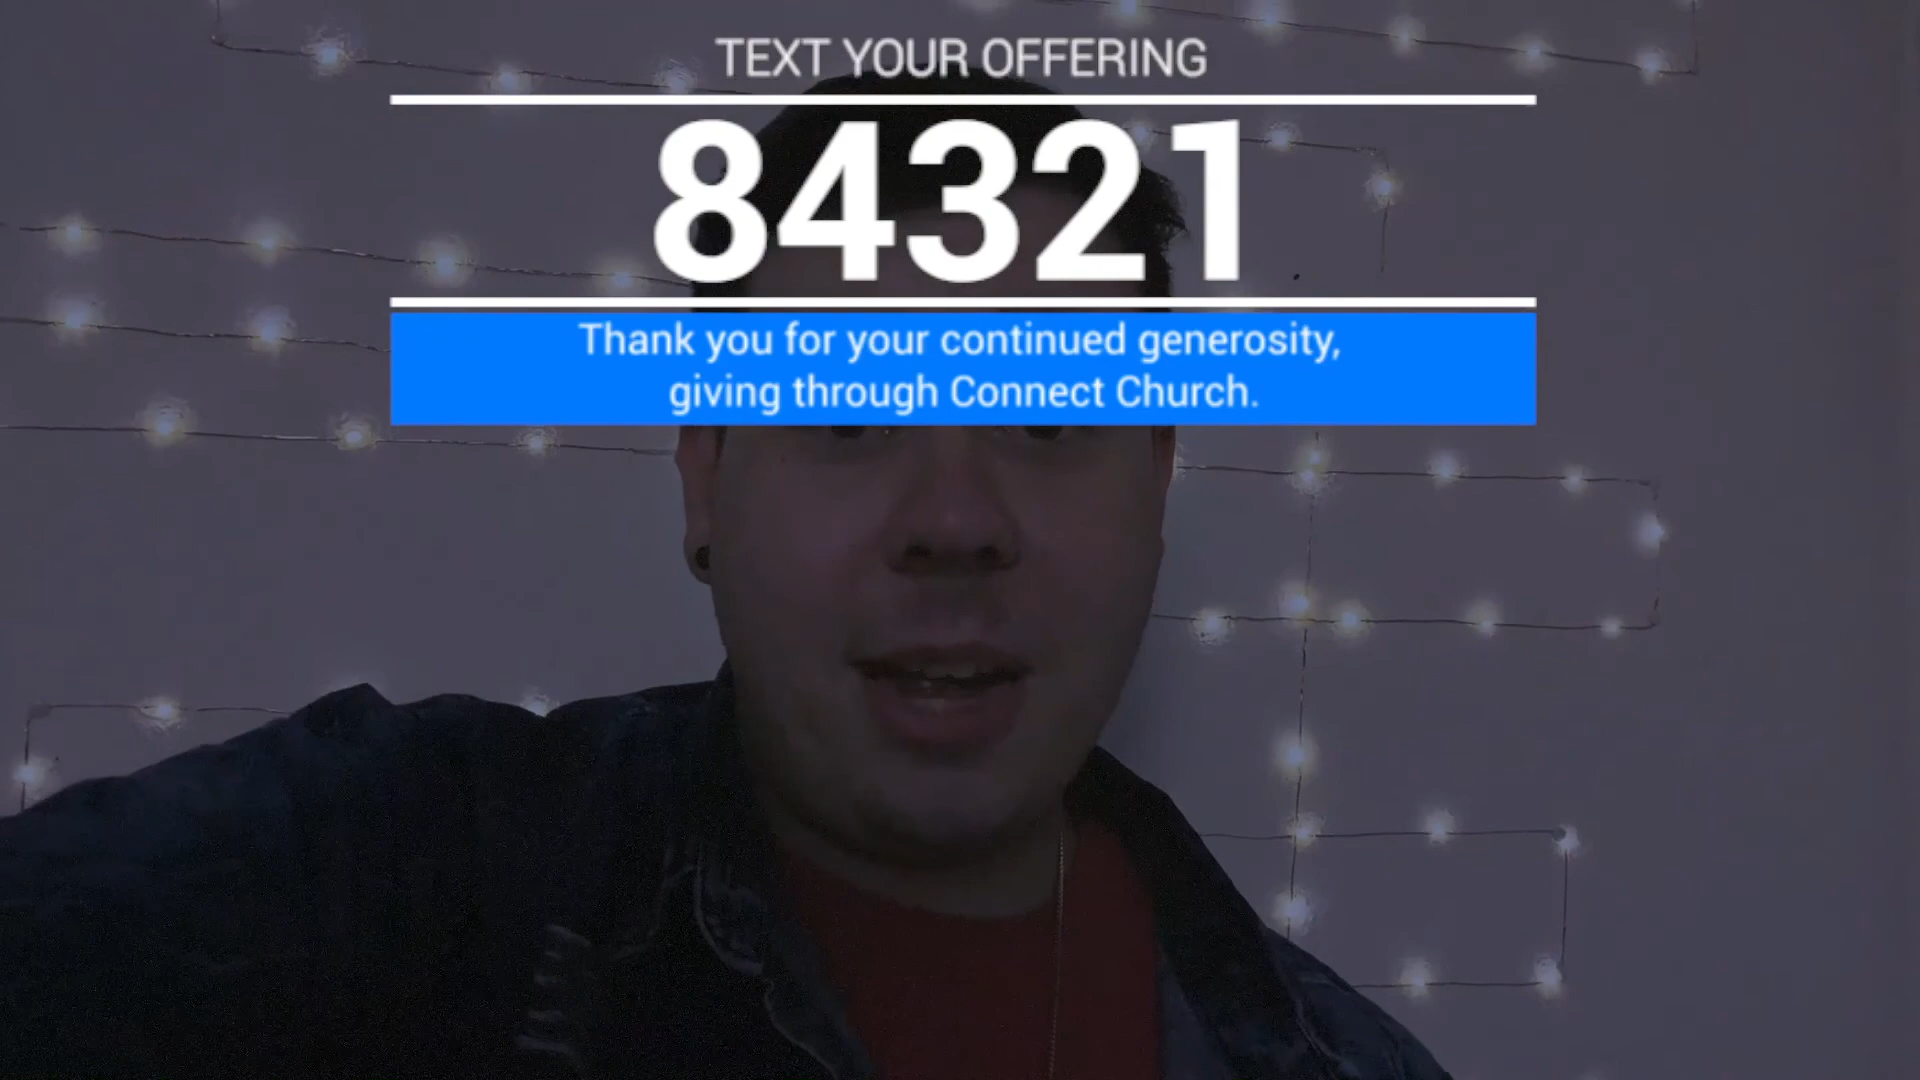 TEXT YOUR OFFERING
84321
Thank you for your continued generosity,
giving through Connect Church.